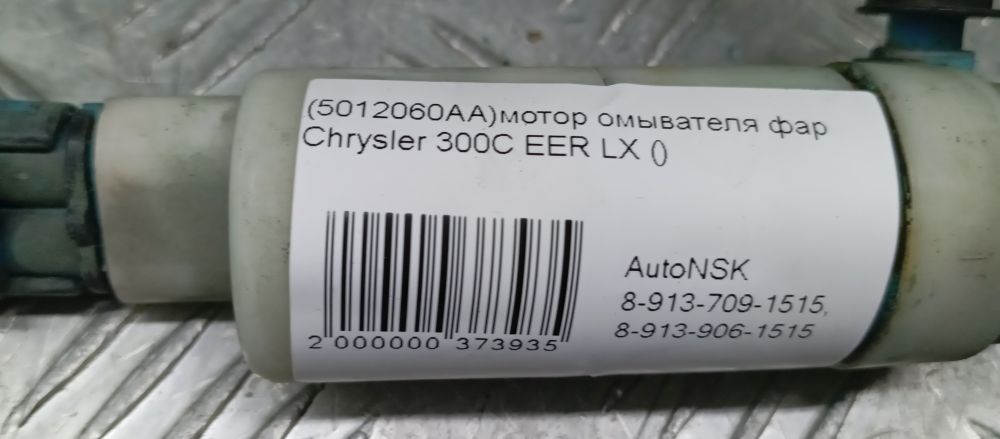 (5012060AA)мотор омывателя фар
Chrysler 300C EER LX ()
AutoNSK
8-913-709-1515,
8-913-906-1515
2 000000 373935